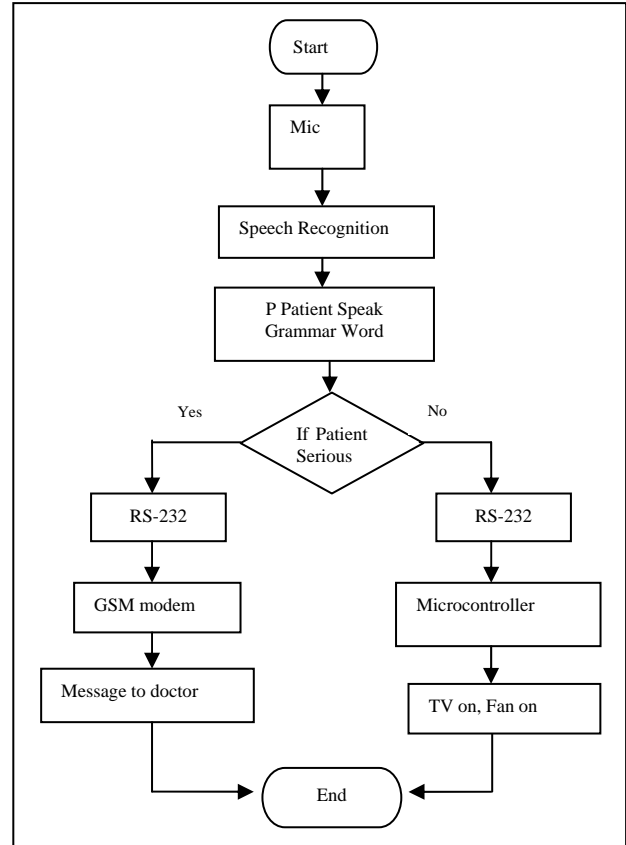 Start
Mic
Speech Recognition
P Patient Speak
Grammar Word
Yes
No
If Patient
Serious
RS-232
RS-232
GSM modem
Microcontroller
Message to doctor
TV on, Fan on
End